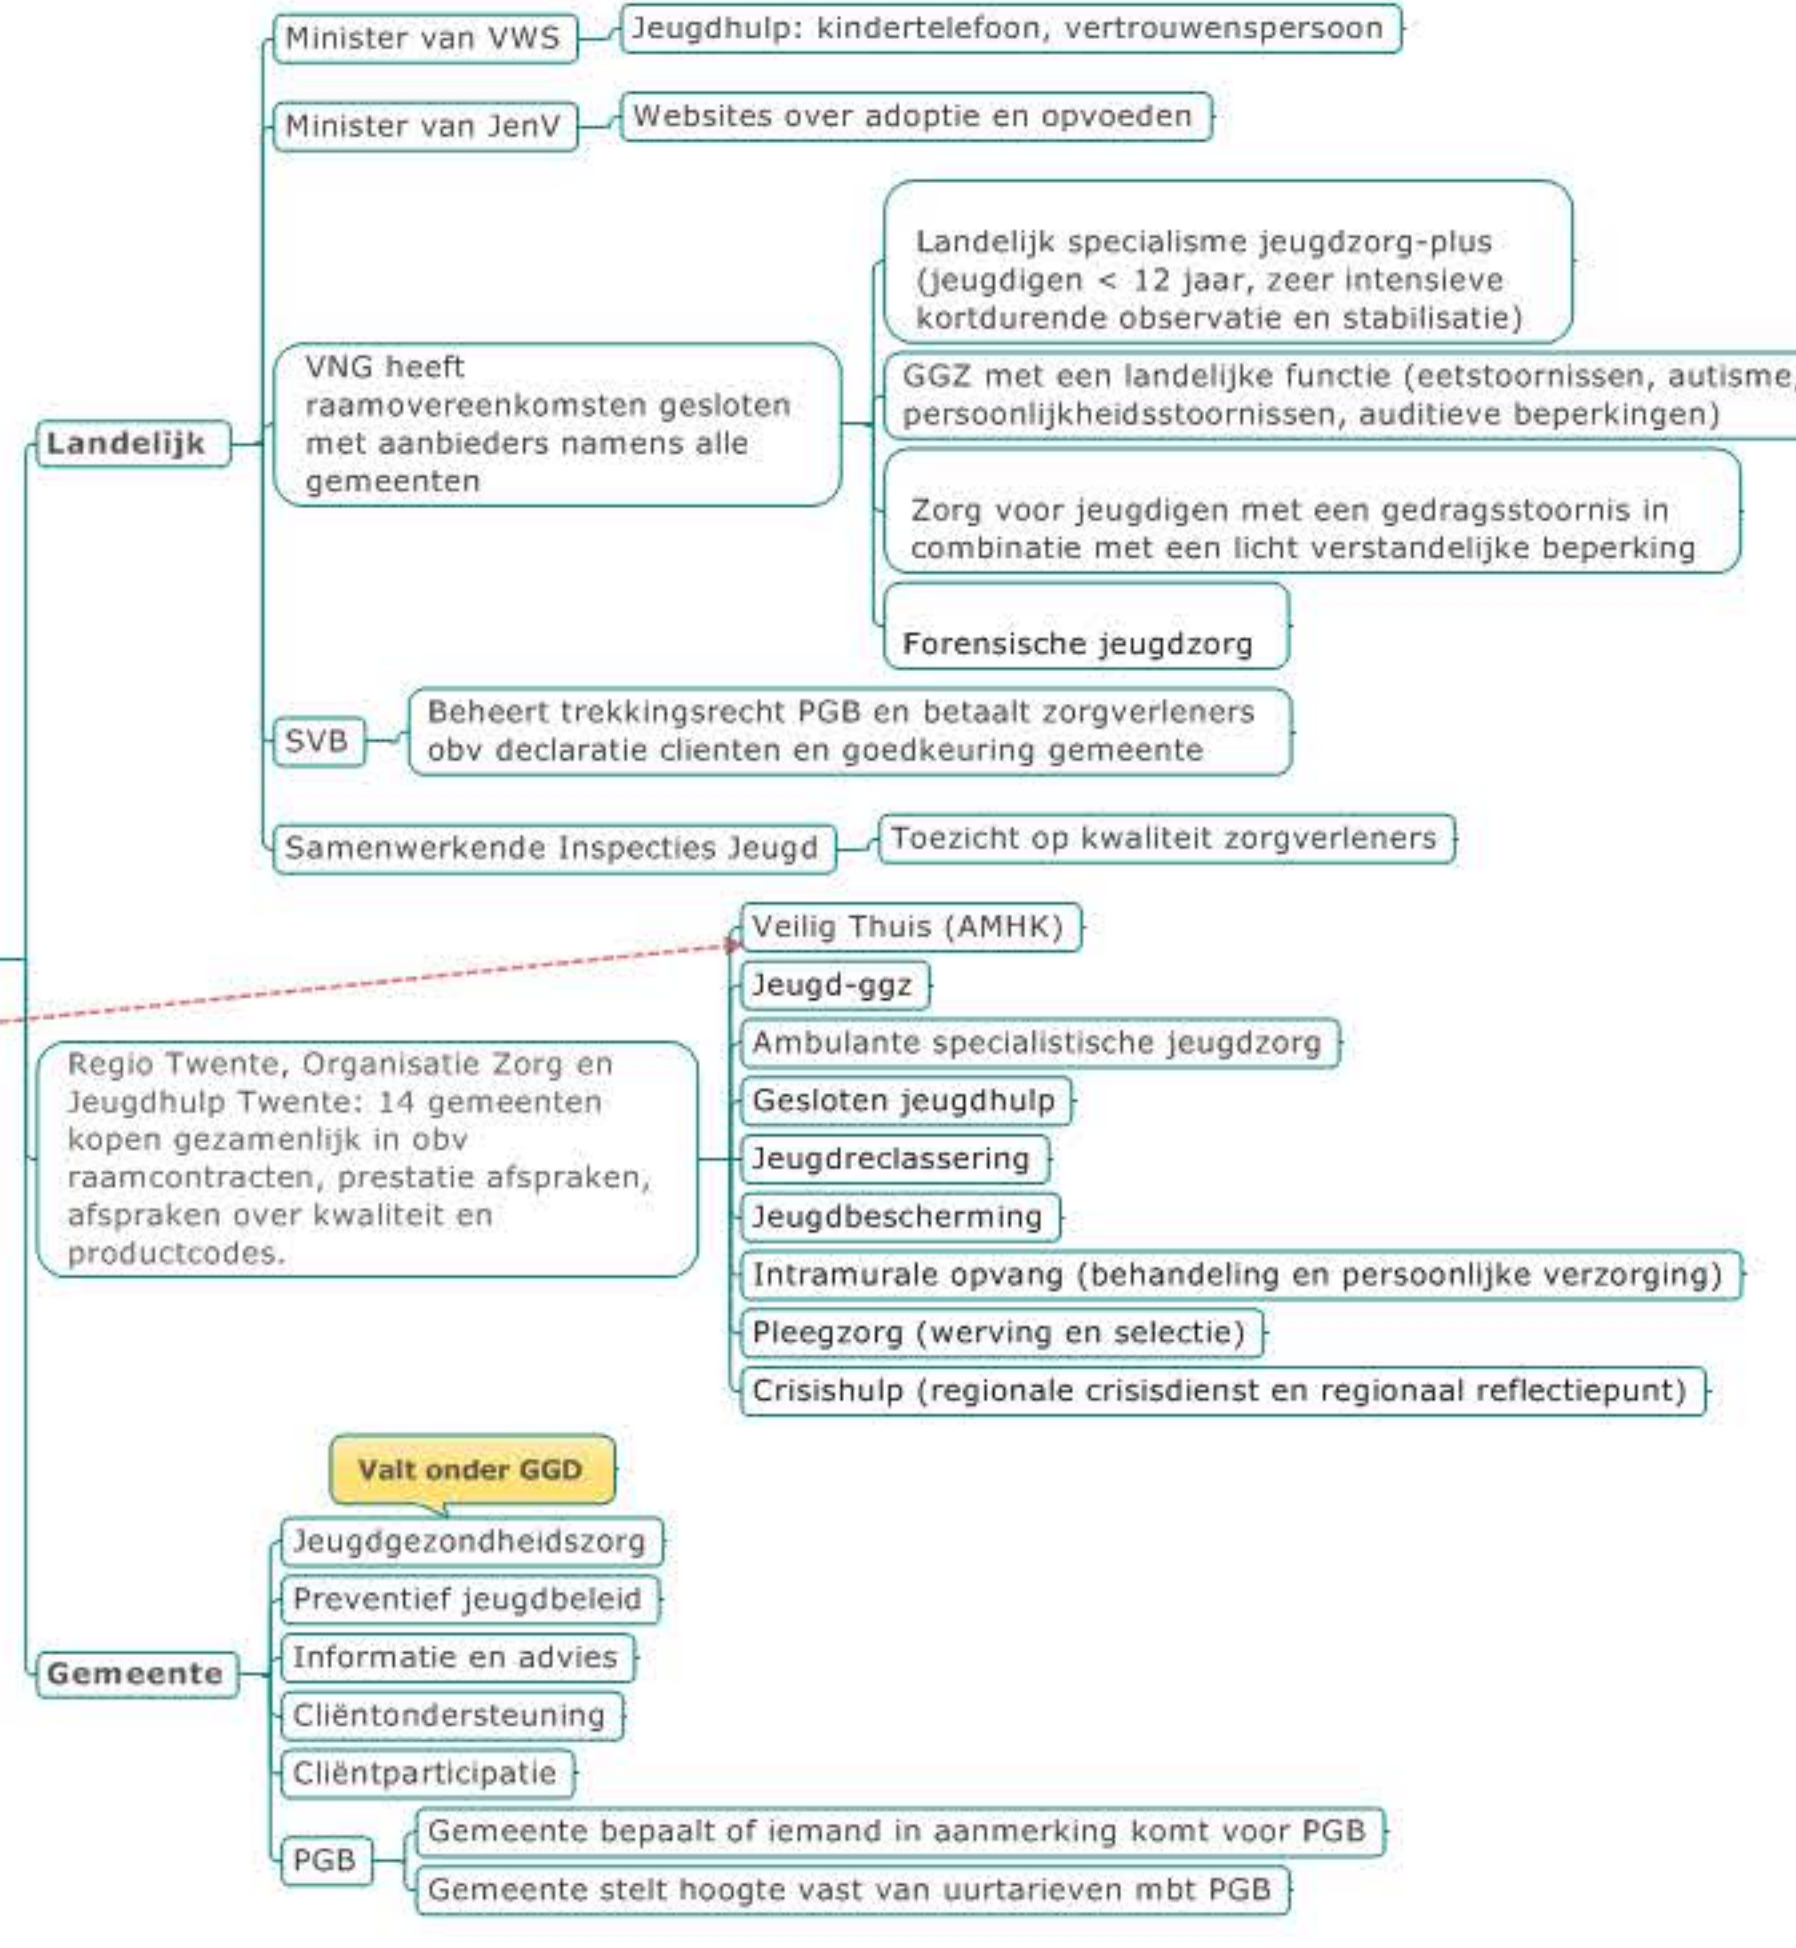 Minister van VWS
Jeugdhulp: kindertelefoon, vertrouwenspersoon
Minister van JenV
Websites over adoptie en opvoeden
Landelijk
VNG heeft
raamovereenkomsten gesloten
met aanbieders namens alle
gemeenten
Landelijk specialisme jeugdzorg-plus
(jeugdigen < 12 jaar, zeer intensieve
kortdurende observatie en stabilisatie)
GGZ met een landelijke functie (eetstoornissen, autisme,
persoonlijkheidsstoornissen, auditieve beperkingen)
Zorg voor jeugdigen met een gedragsstoornis in
combinatie met een licht verstandelijke beperking
Forensische jeugdzorg
SVB
Beheert trekkingsrecht PGB en betaalt zorgverleners
obv declaratie clienten en goedkeuring gemeente
Samenwerkende Inspecties Jeugd
Toezicht op kwaliteit zorgverleners
Regio Twente, Organisatie Zorg en
Jeugdhulp Twente: 14 gemeenten
kopen gezamenlijk in obv
raamcontracten, prestatie afspraken,
afspraken over kwaliteit en
productcodes.
Veilig Thuis (AMHK)
Jeugd-ggz
Ambulante specialistische jeugdzorg
Gesloten jeugdhulp
Jeugdreclassering
Jeugdbescherming
Intramurale opvang (behandeling en persoonlijke verzorging)
Pleegzorg (werving en selectie)
Crisishulp (regionale crisisdienst en regionaal reflectiepunt)
Valt onder GGD
Gemeente
Jeugdgezondheidszorg
Preventief jeugdbeleid
Informatie en advies
Cliëntondersteuning
Cliëntparticipatie
PGB
Gemeente bepaalt of iemand in aanmerking komt voor PGB
Gemeente stelt hoogte vast van uurtarieven mbt PGB